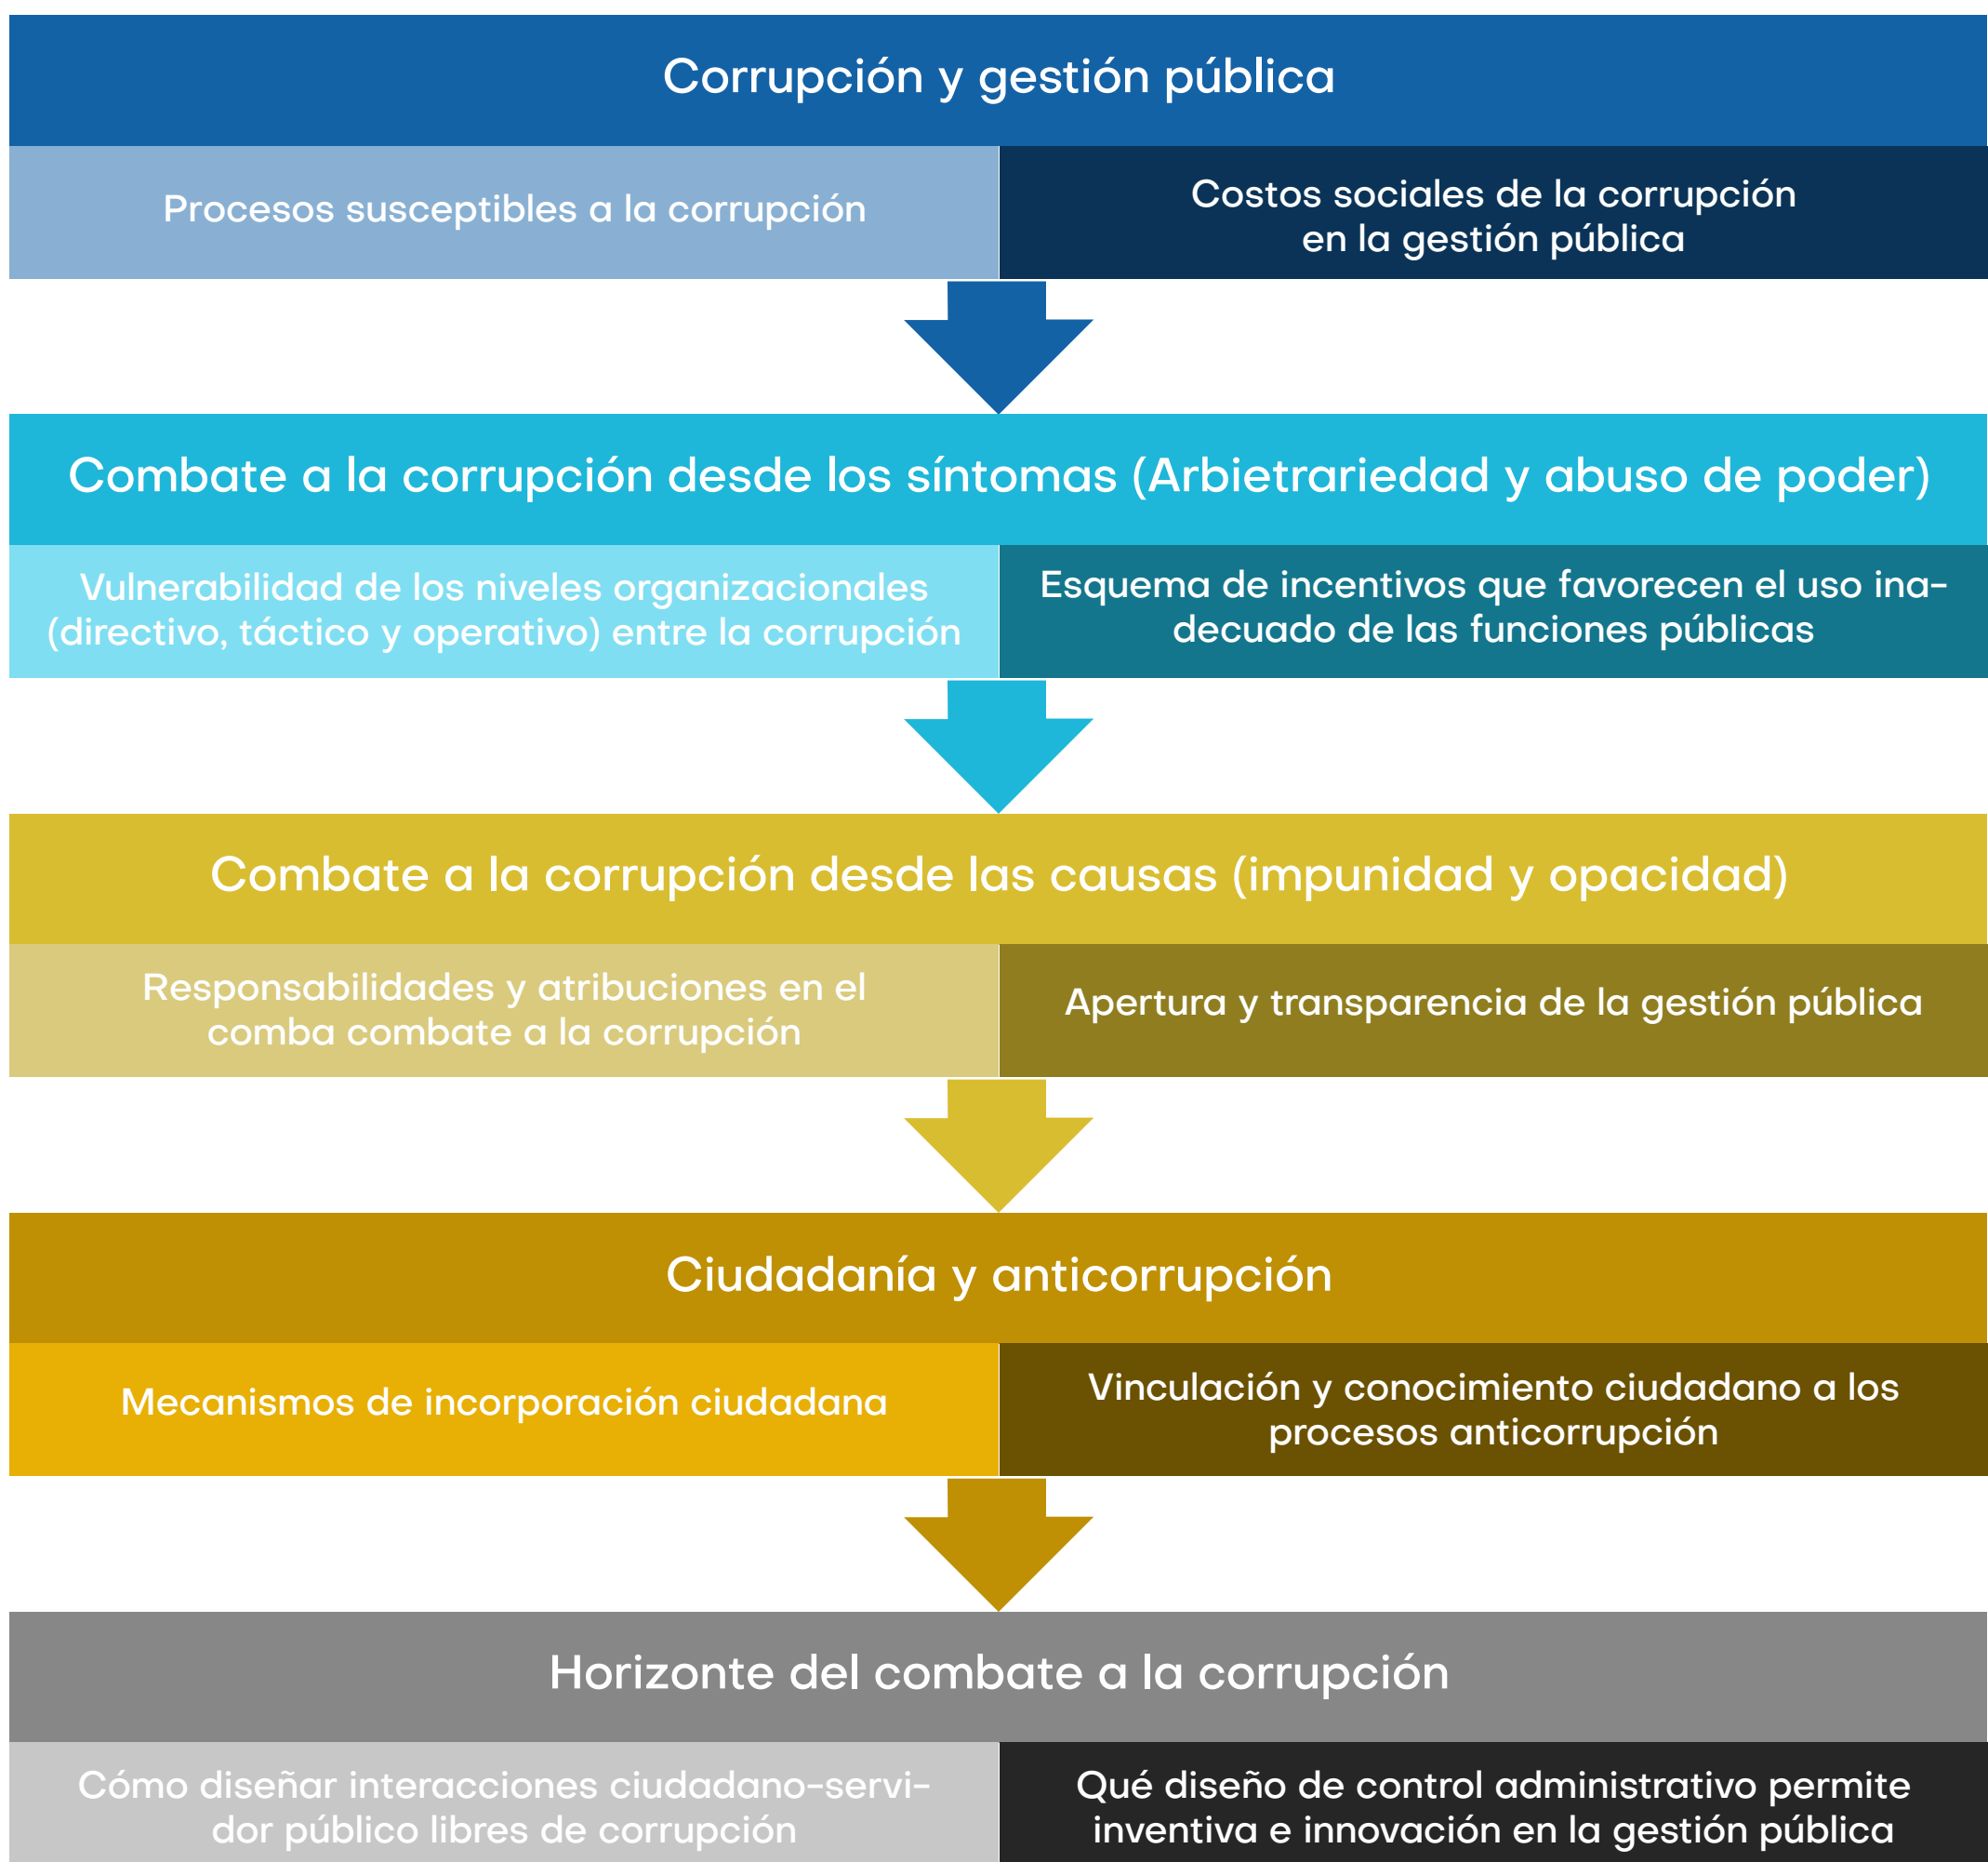 Corrupción y gestión pública
Procesos susceptibles a la corrupción
Costos sociales de la corrupción
en la gestión pública
Combate a la corrupción desde los síntomas (Arbietrariedad y abuso de poder)
Vulnerabilidad de los niveles organizacionales
(directivo, táctico y operativo) entre la corrupción
Esquema de incentivos que favorecen el uso ina-
decuado de las funciones públicas
Combate a la corrupción desde las causas (impunidad y opacidad)
Responsabilidades y atribuciones en el
comba combate a la corrupción
Apertura y transparencia de la gestión pública
Ciudadanía y anticorrupción
Mecanismos de incorporación ciudadana
Vinculación y conocimiento ciudadano a los
procesos anticorrupción
Horizonte del combate a la corrupción
Cómo diseñar interacciones ciudadano-servi-
dor público libres de corrupción
Qué diseño de control administrativo permite
inventiva e innovación en la gestión pública